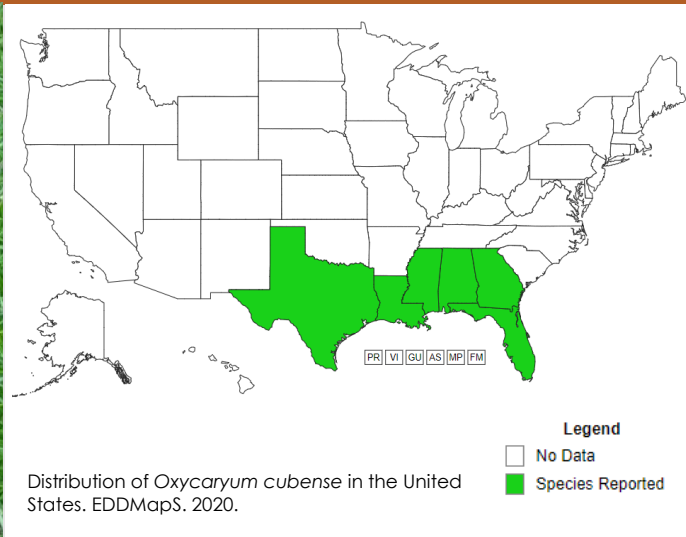 PR VI GU AS MP FM
Legend
No Data
Species Reported
Distribution of Oxycaryum cubense in the United
States. EDDMapS. 2020.